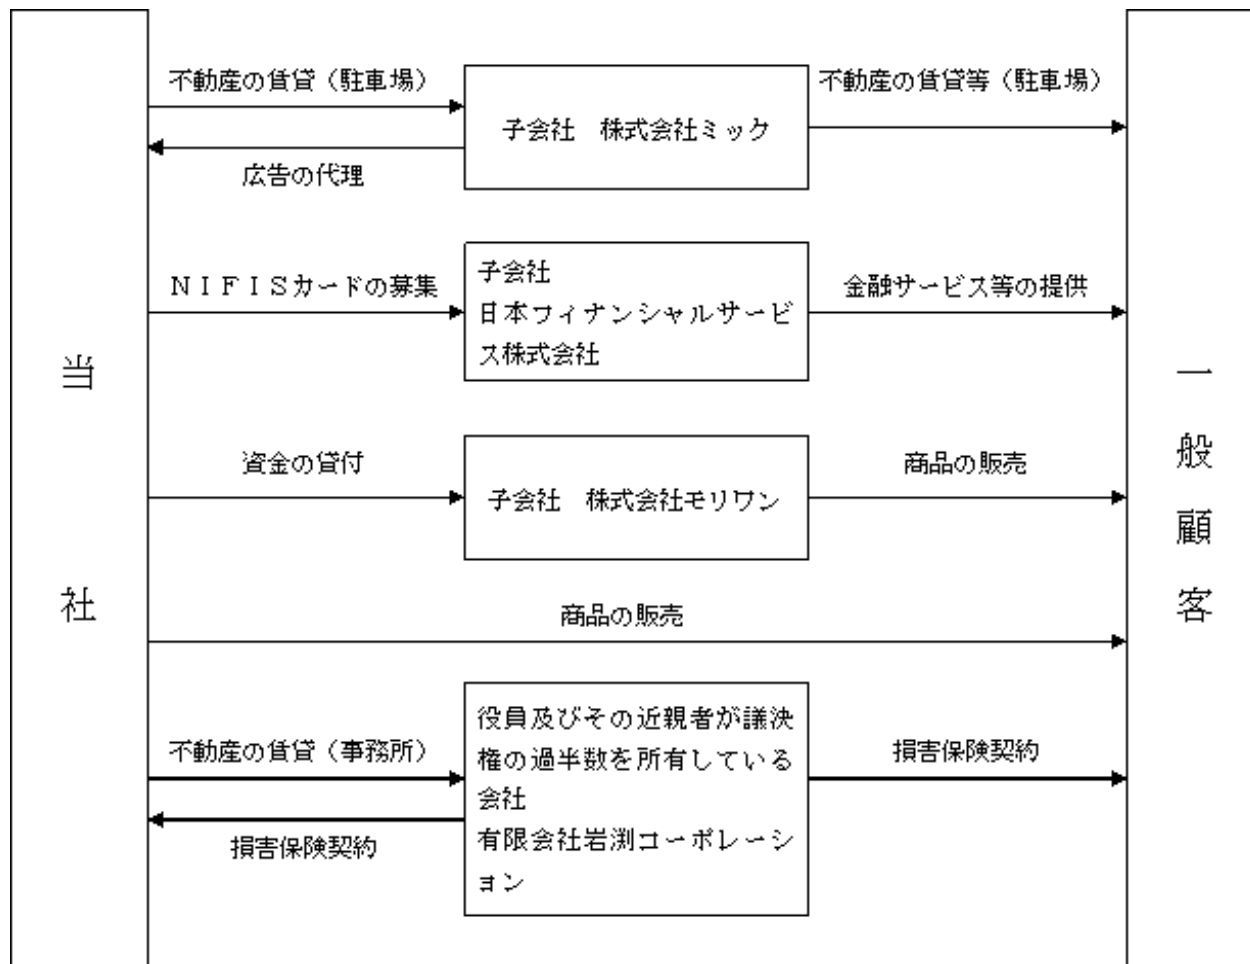 当社
不動産の賃貸（駐車場）
広告の代理
子会社　株式会社ミック
不動産の賃貸等（駐車場）
ＮＩＦＩＳカードの募集
子会社
日本フィナンシャルサービ
ス株式会社
金融サービス等の提供
資金の貸付
子会社　株式会社モリワン
商品の販売
商品の販売
不動産の賃貸（事務所）
損害保険契約
役員及びその近親者が議決
権の過半数を所有している
会社
有限会社岩渕コーポレーシ
ョン
損害保険契約
一般顧客